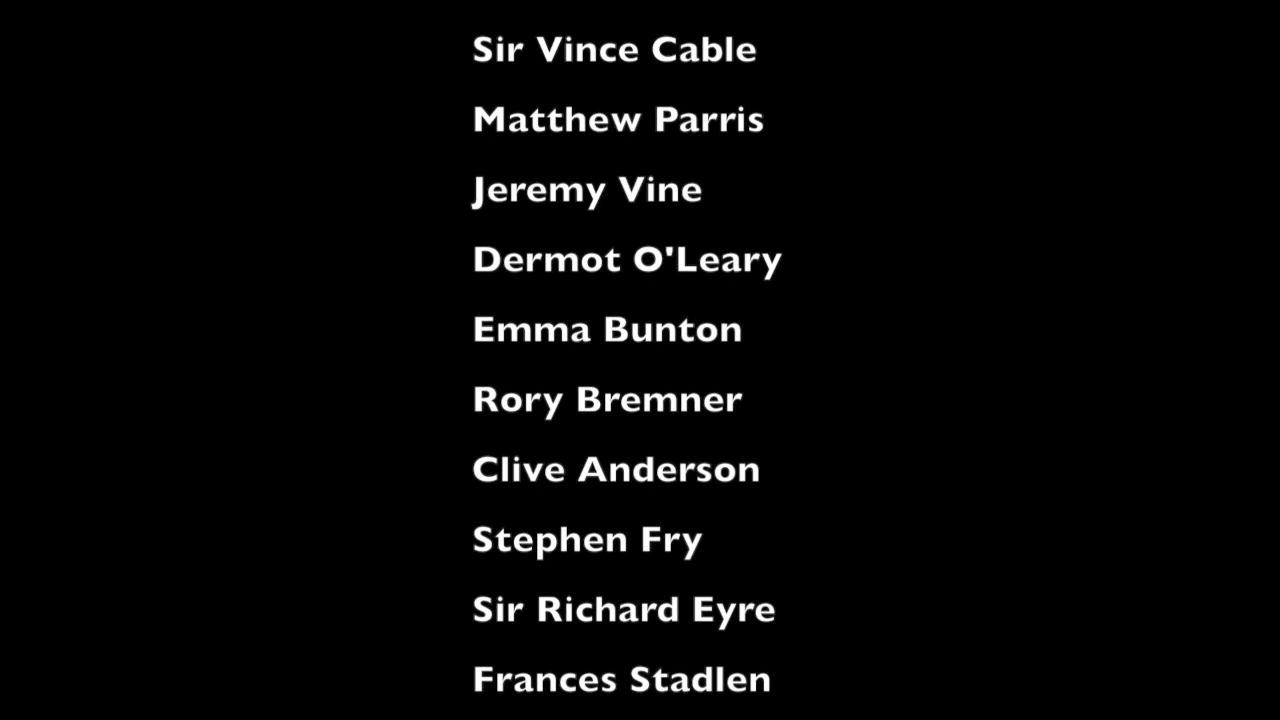 Sir Vince Cable
Matthew Parris
Jeremy Vine
Dermot O'Leary
Emma Bunton
Rory Bremner
Clive Anderson
Stephen Fry
Sir Richard Eyre
Frances Stadlen